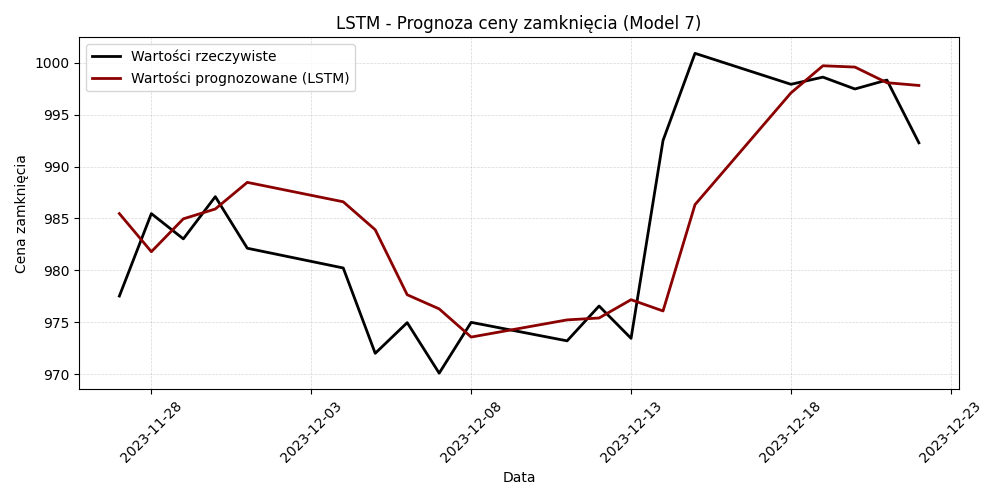 LSTM - Prognoza ceny zamknięcia (Model 7)
Wartości rzeczywiste
Wartości prognozowane (LSTM)
Cena zamknięcia
1000
995
990
985
980
975
970
2023-11-28
2023-12-03
2023-12-08
2023-12-13
2023-12-18
2023-12-23
Data